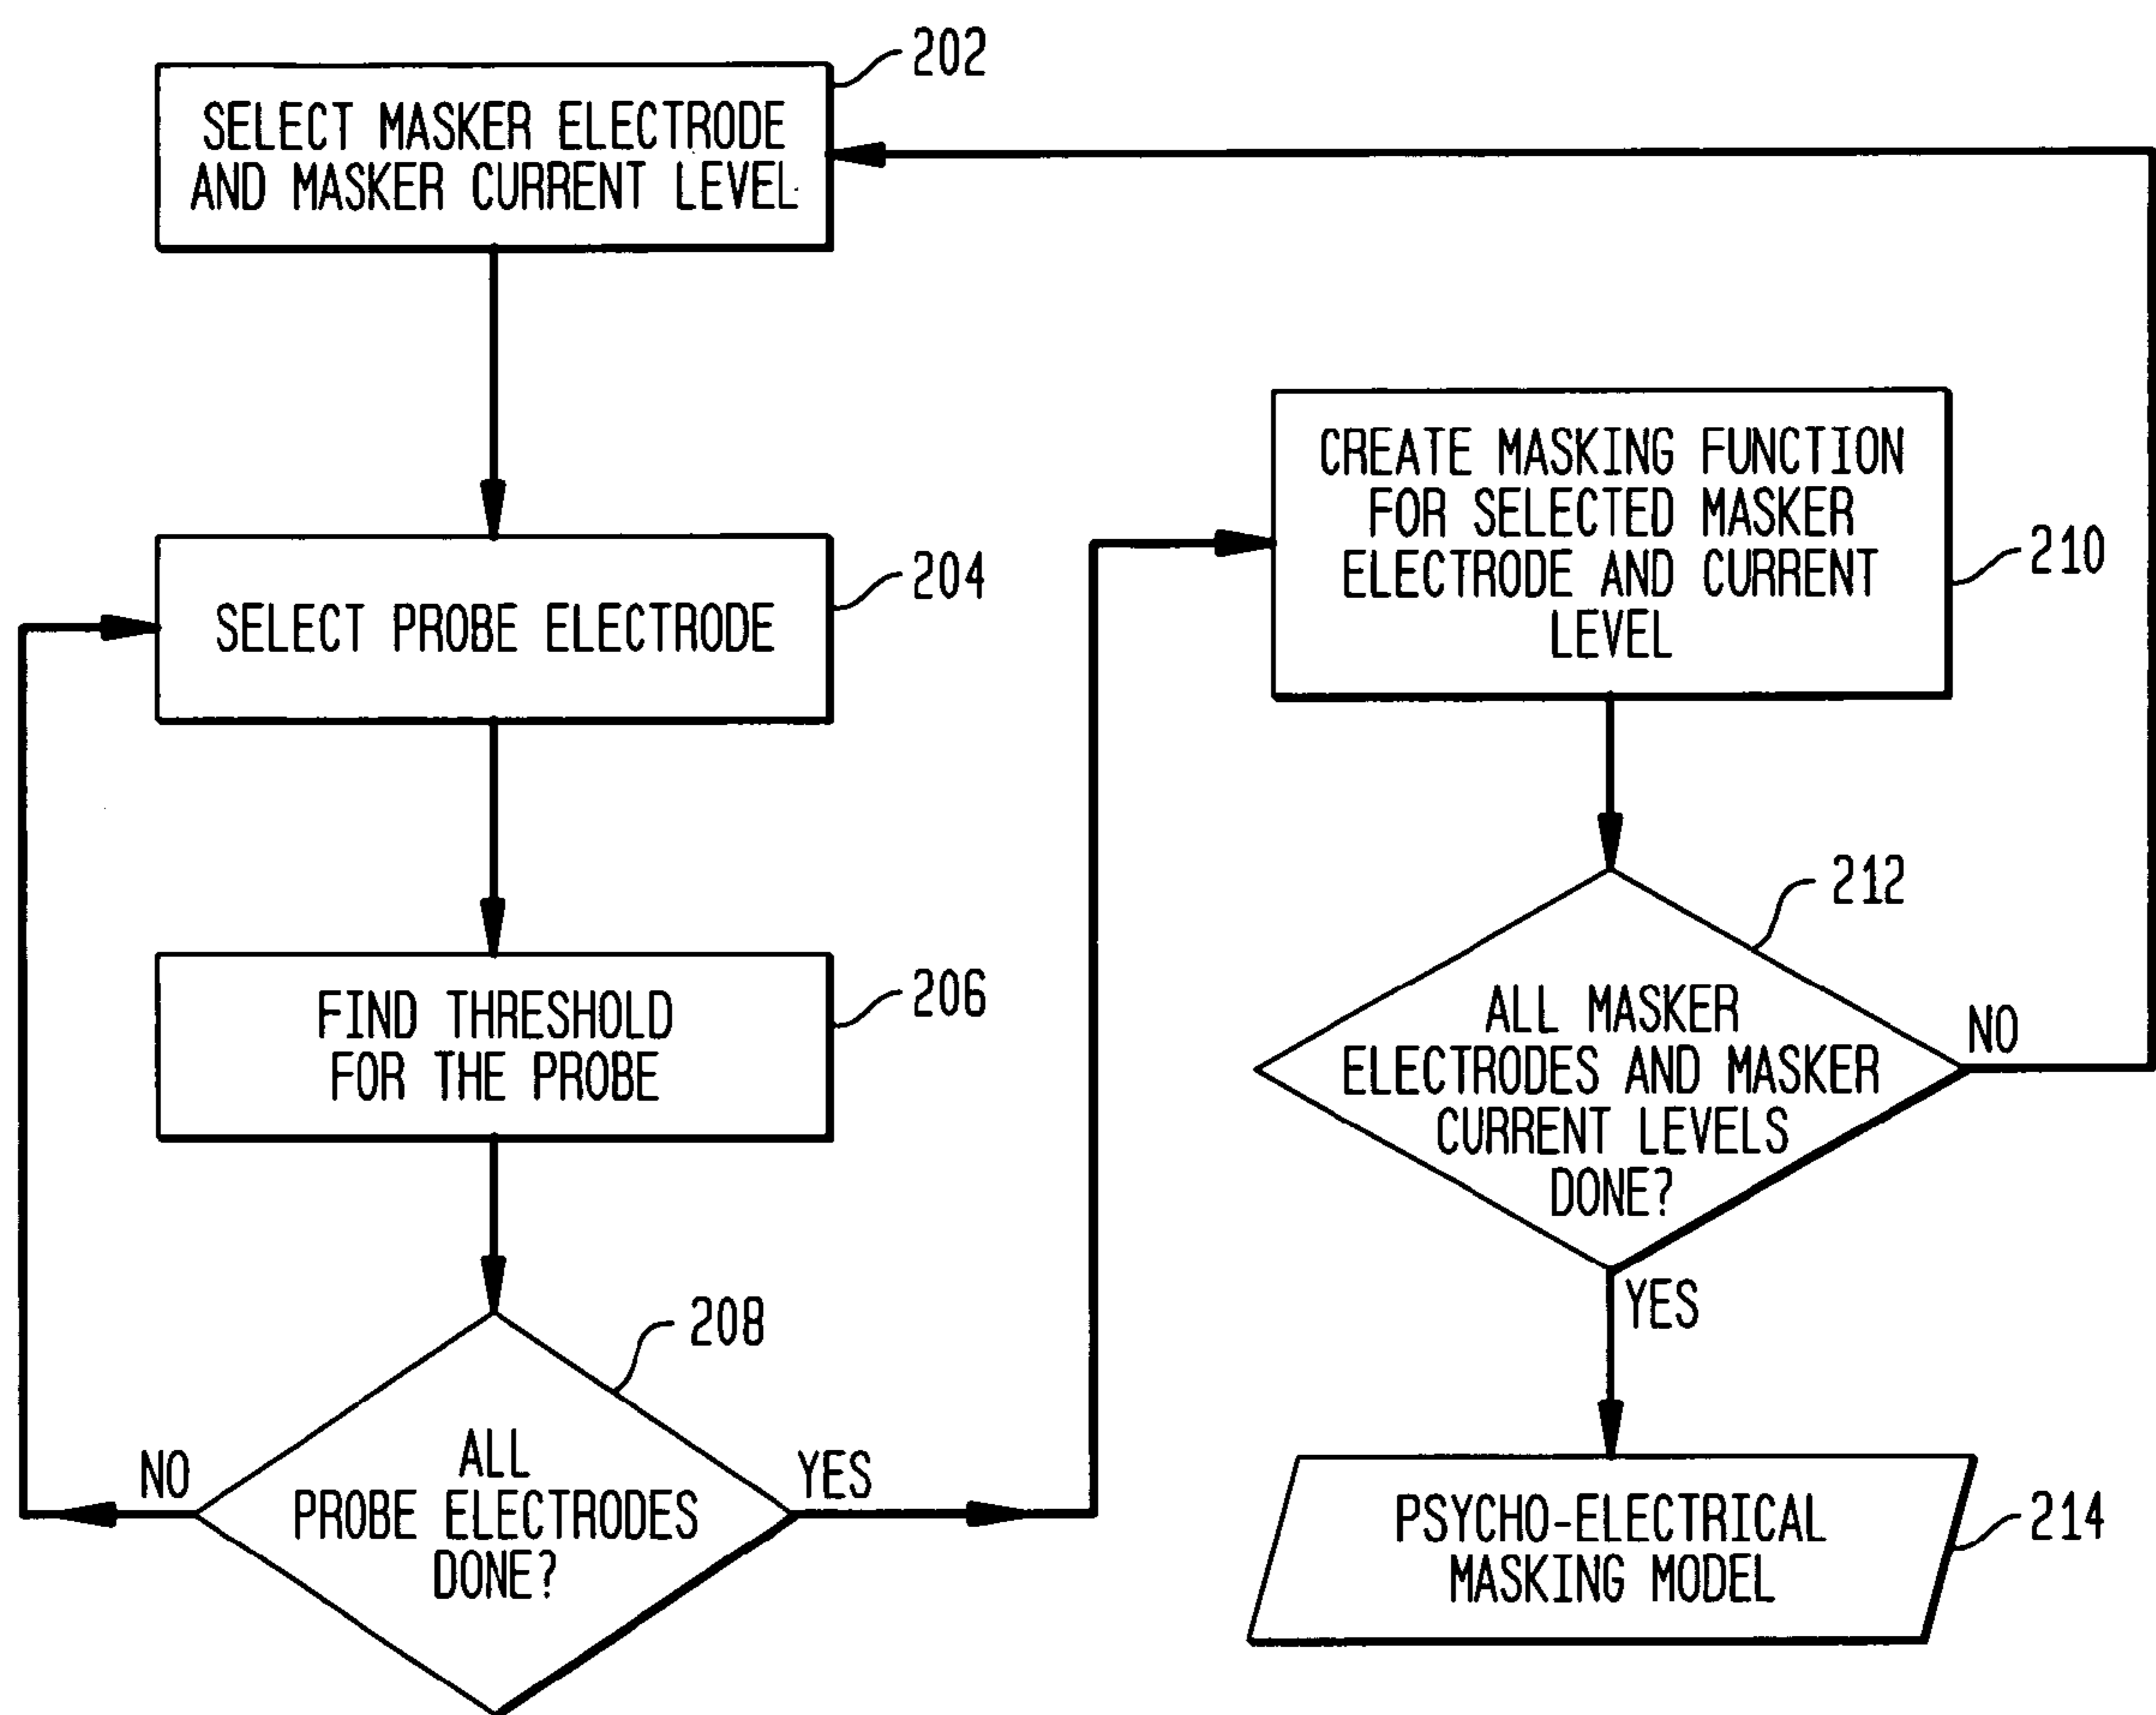 202
SELECT MASKER ELECTRODE
AND MASKER CURRENT LEVEL
204
SELECT PROBE ELECTRODE
206
FIND THRESHOLD
FOR THE PROBE
208
ALL
PROBE ELECTRODES
DONE?
NO
YES
210
CREATE MASKING FUNCTION
FOR SELECTED MASKER
ELECTRODE AND CURRENT
LEVEL
212
ALL MASKER
ELECTRODES AND MASKER
CURRENT LEVELS
DONE?
NO
YES
214
PSYCHO-ELECTRICAL
MASKING MODEL